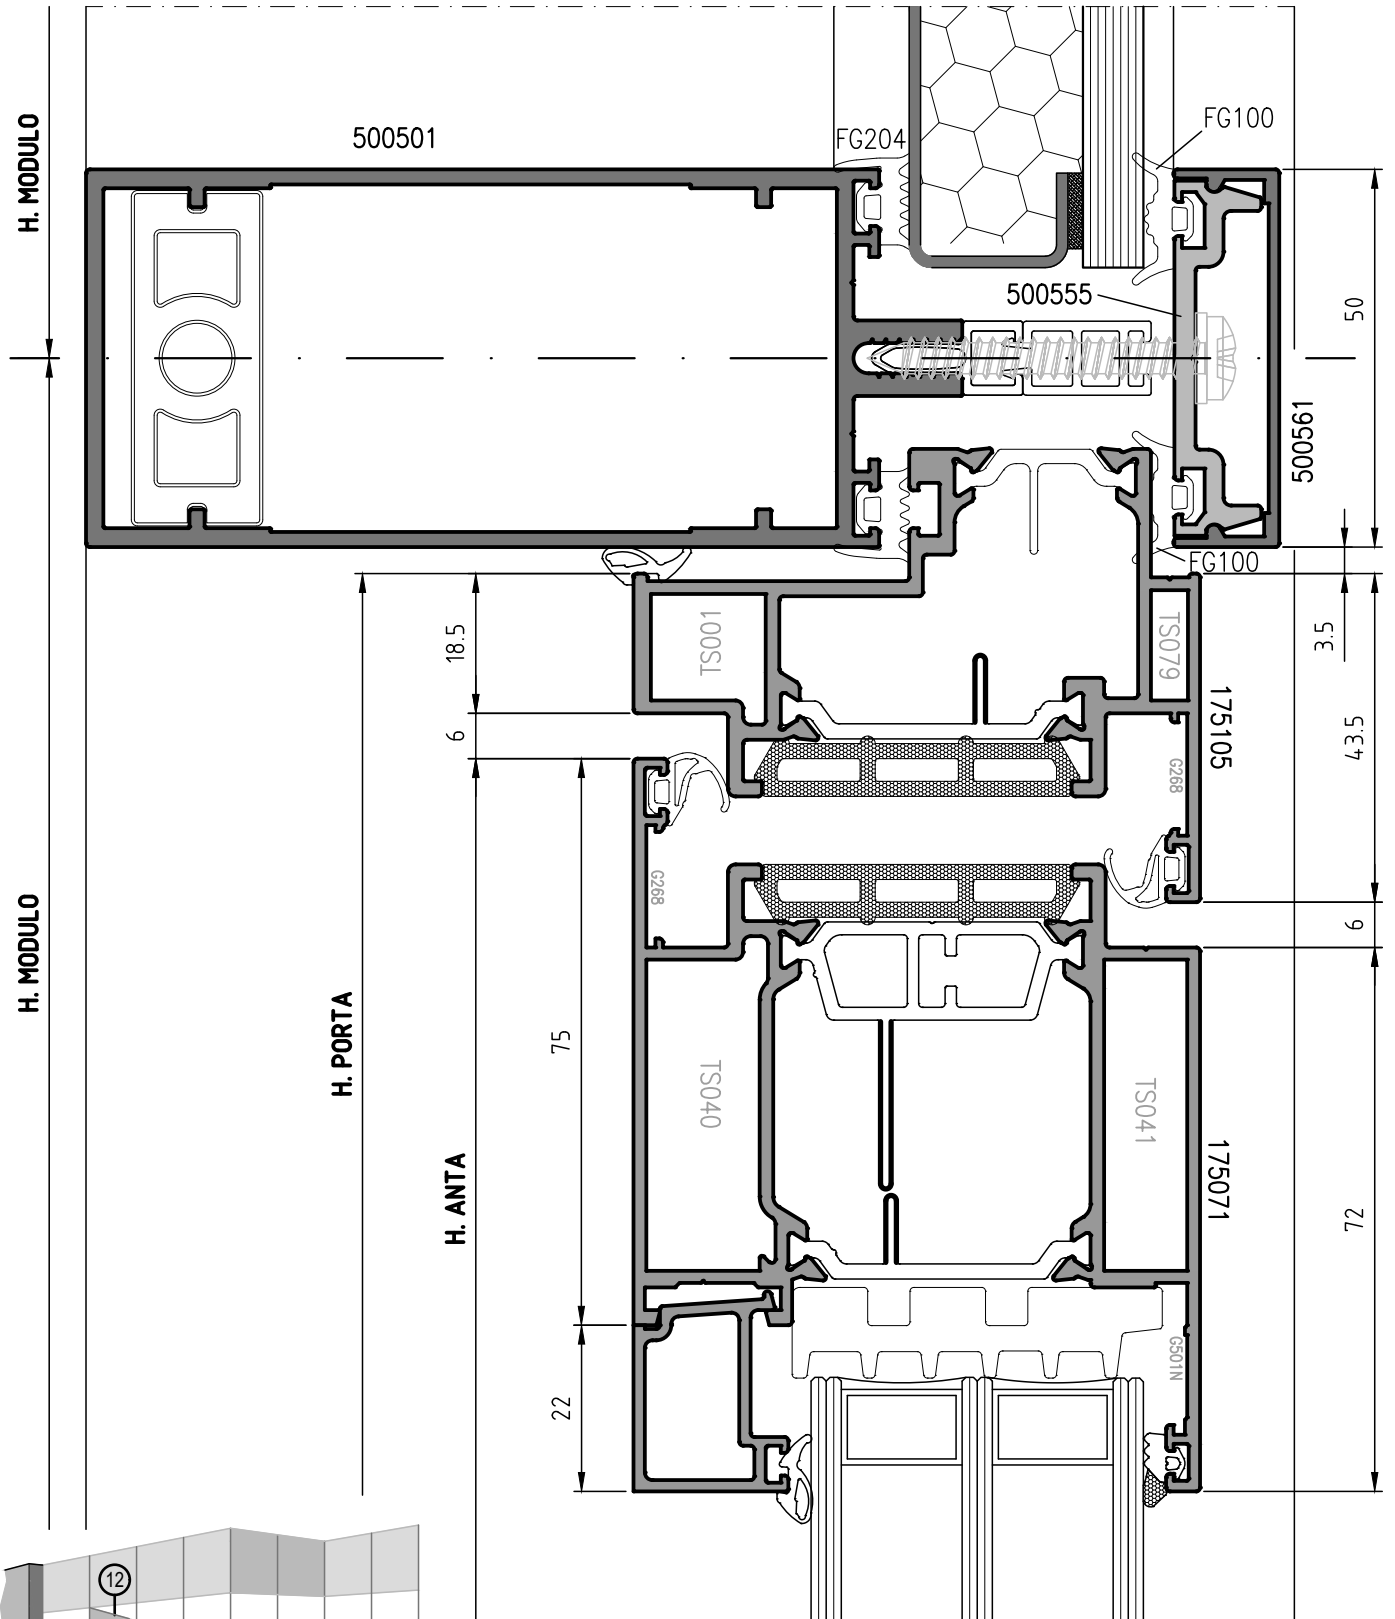 H. MODULO
500501
FG204
FG100
500555
50
500561
FG100
3.5
18.5
TS001
TS079
175105
43.5
6
G268
G268
6
H. MODULO
H. PORTA
75
TS040
TS041
H. ANTA
175071
72
G501N
22
12